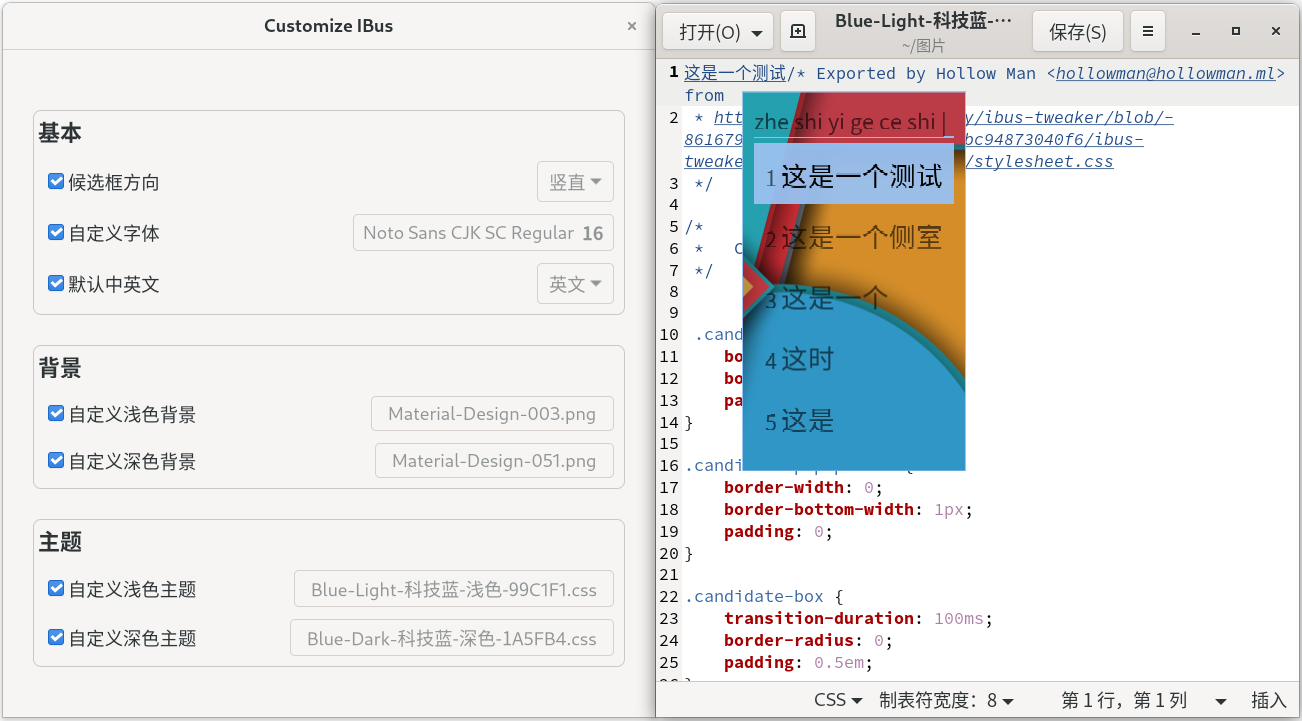 Customize IBus
基本
候选框方向
竖直
自定义字体
Noto Sans CJK SC Regular 16
默认中英文
英文
背景
自定义浅色背景
Material-Design-003.png
自定义深色背景
Material-Design-051.png
主题
自定义浅色主题
Blue-Light-科技蓝-浅色-99C1F1.css
自定义深色主题
Blue-Dark-科技蓝-深色-1A5FB4.css
打开(O)
Blue-Light-科技蓝-…
~/图片
保存(S)
1 这是一个测试/* Exported by Hollow Man <hollowman@hollowman.ml>
from
2 * htt y/ibus-tweaker/blob/-
861679 bc94873040f6/ibus-
tweake /stylesheet.css
3 */
4
5 /*
6 * C
7 */
8
9
10 .cand
11 bo
12 bo
13 pa
14 }
15
16 .candi {
17 border-width: 0;
18 border-bottom-width: 1px;
19 padding: 0;
20 }
21
22 .candidate-box {
23 transition-duration: 100ms;
24 border-radius: 0;
25 padding: 0.5em;
zhe shi yi ge ce shi |
1 这是一个测试
2 这是一个侧室
3 这是一个
4 这时
5 这是
CSS
制表符宽度：8
第 1 行，第 1 列
插入